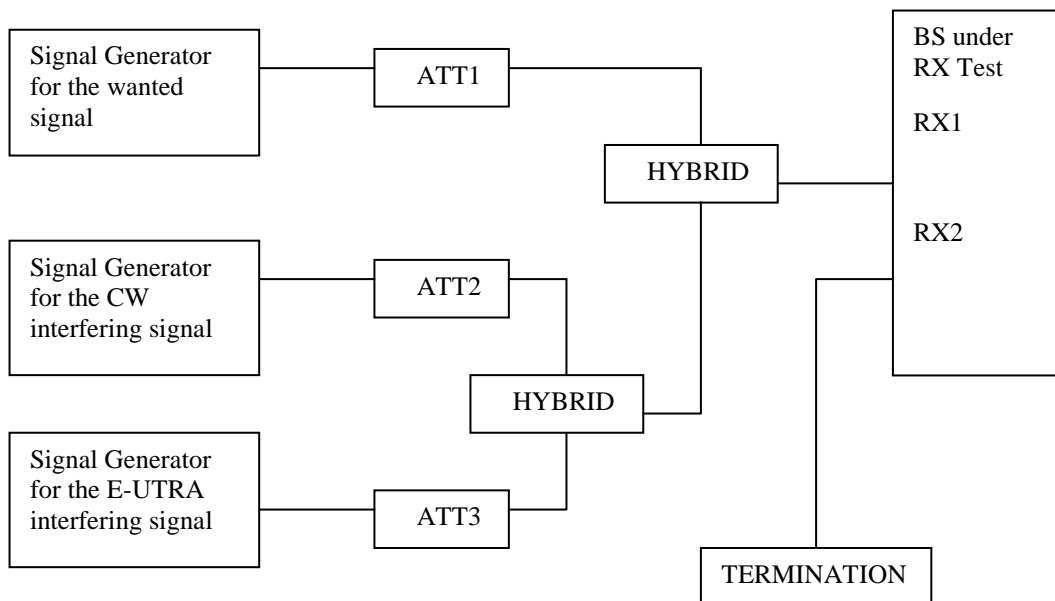 Signal Generator
for the wanted
signal
ATT1
HYBRID
BS under
RX Test
RX1
RX2
Signal Generator
for the CW
interfering signal
ATT2
HYBRID
Signal Generator
for the E-UTRA
interfering signal
ATT3
TERMINATION